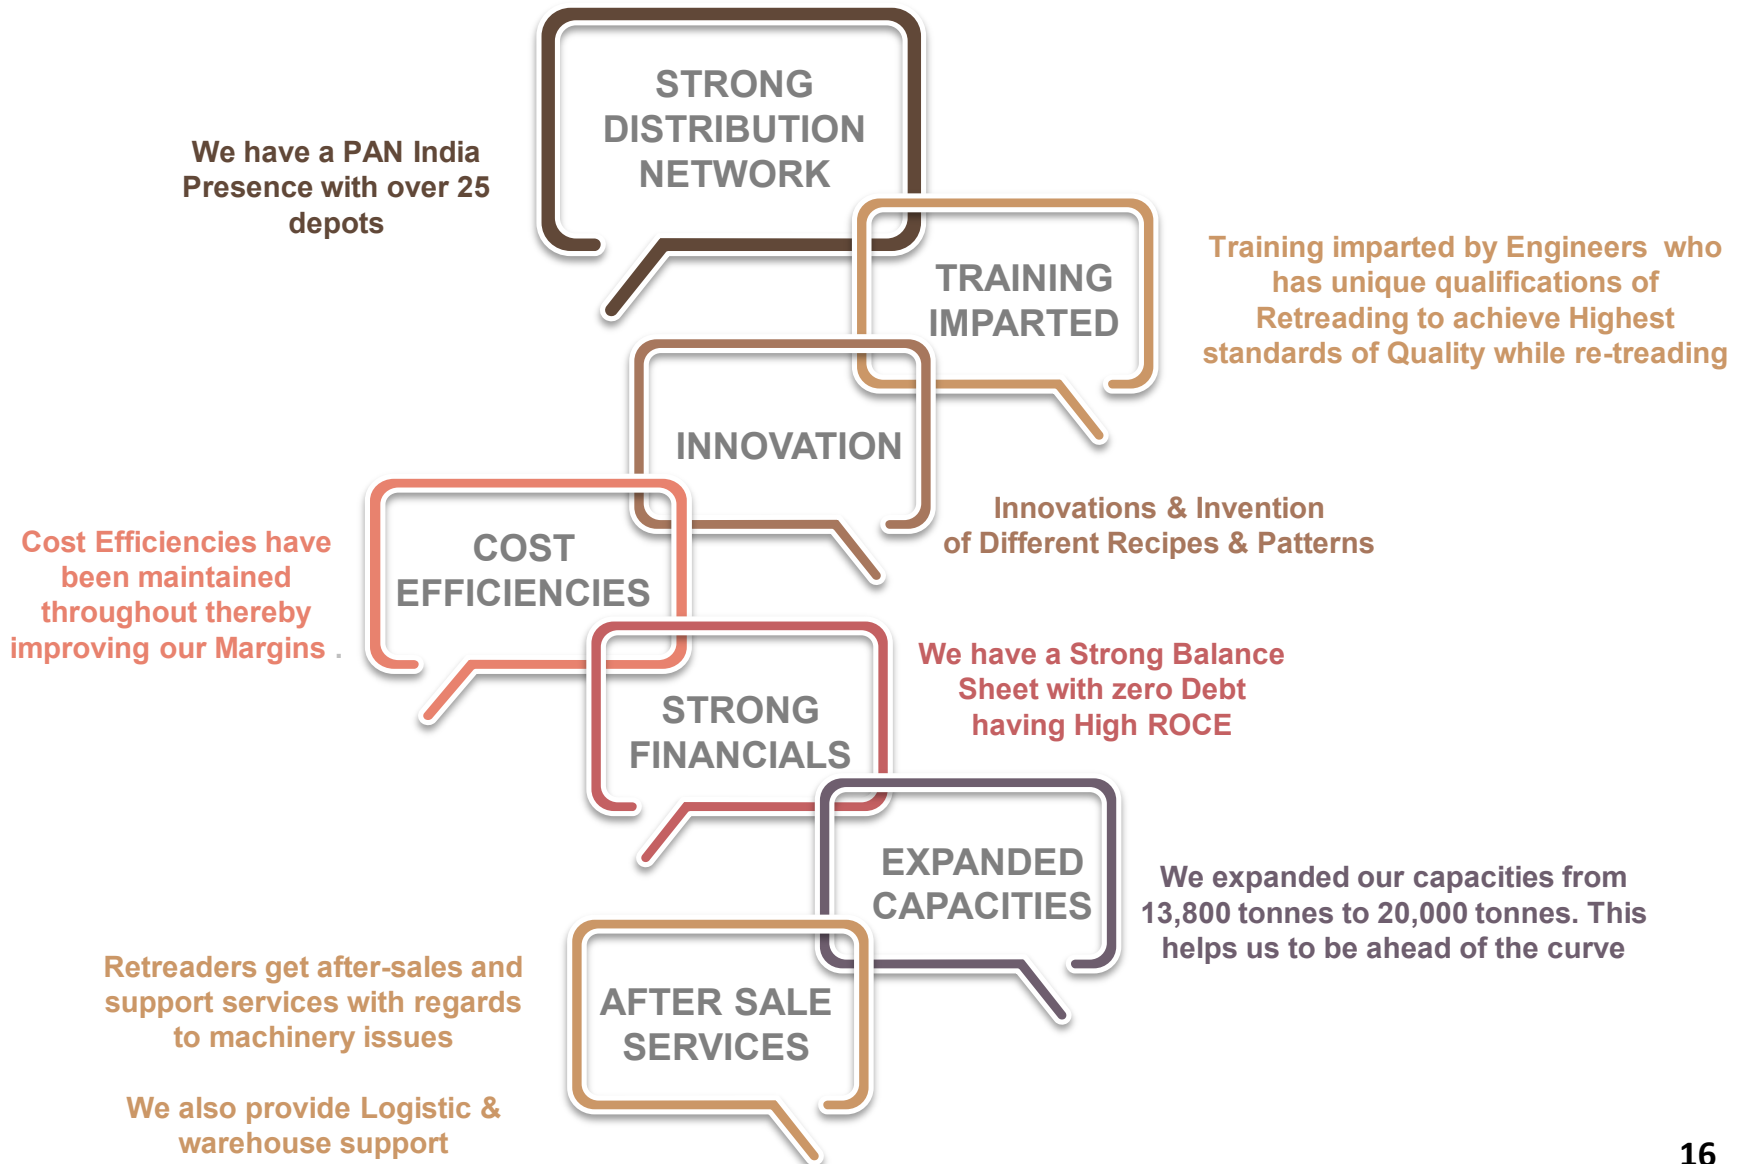 STRONG
DISTRIBUTION
NETWORK
We have a PAN India
Presence with over 25
depots
TRAINING
IMPARTED
Training imparted by Engineers  who
has unique qualifications of
Retreading to achieve Highest
standards of Quality while re-treading
INNOVATION
Innovations & Invention
of Different Recipes & Patterns
COST
EFFICIENCIES
Cost Efficiencies have
been maintained
throughout thereby
improving our Margins .
STRONG
FINANCIALS
We have a Strong Balance
Sheet with zero Debt
having High ROCE
EXPANDED
CAPACITIES
We expanded our capacities from
13,800 tonnes to 20,000 tonnes. This
helps us to be ahead of the curve
AFTER SALE
SERVICES
Retreaders get after-sales and
support services with regards
to machinery issues
We also provide Logistic &
warehouse support
16